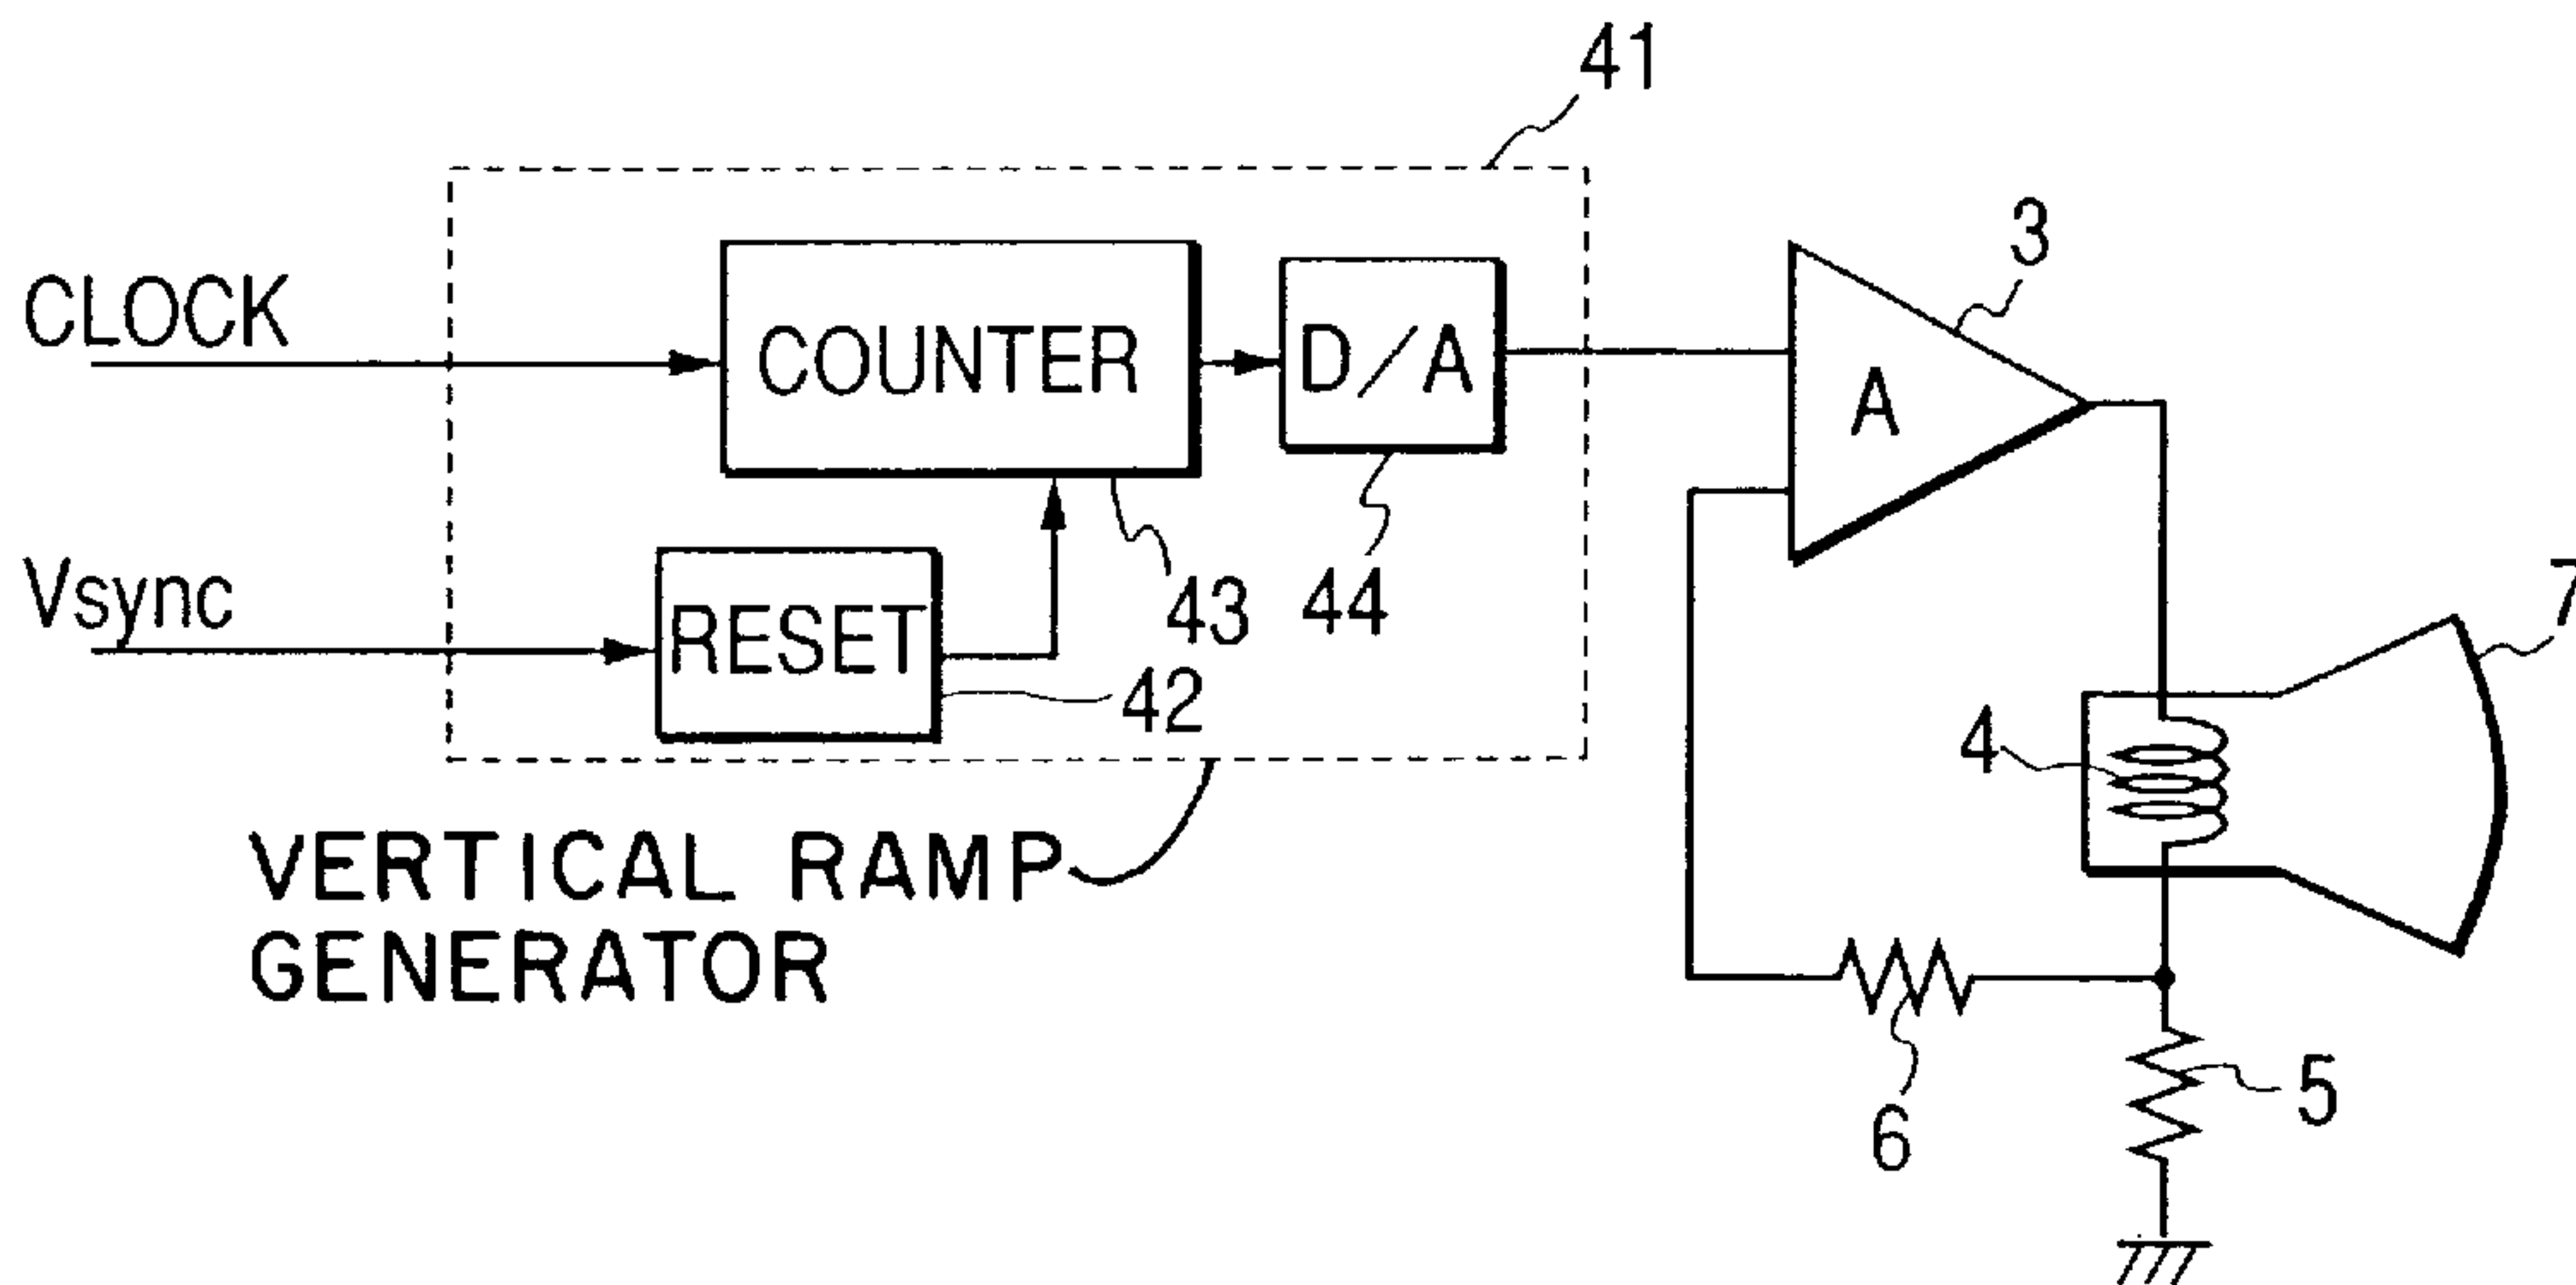 41
3
CLOCK
COUNTER
D/A
A
Vsync
RESET
43
44
42
7
4
VERTICAL RAMP
GENERATOR
6
5